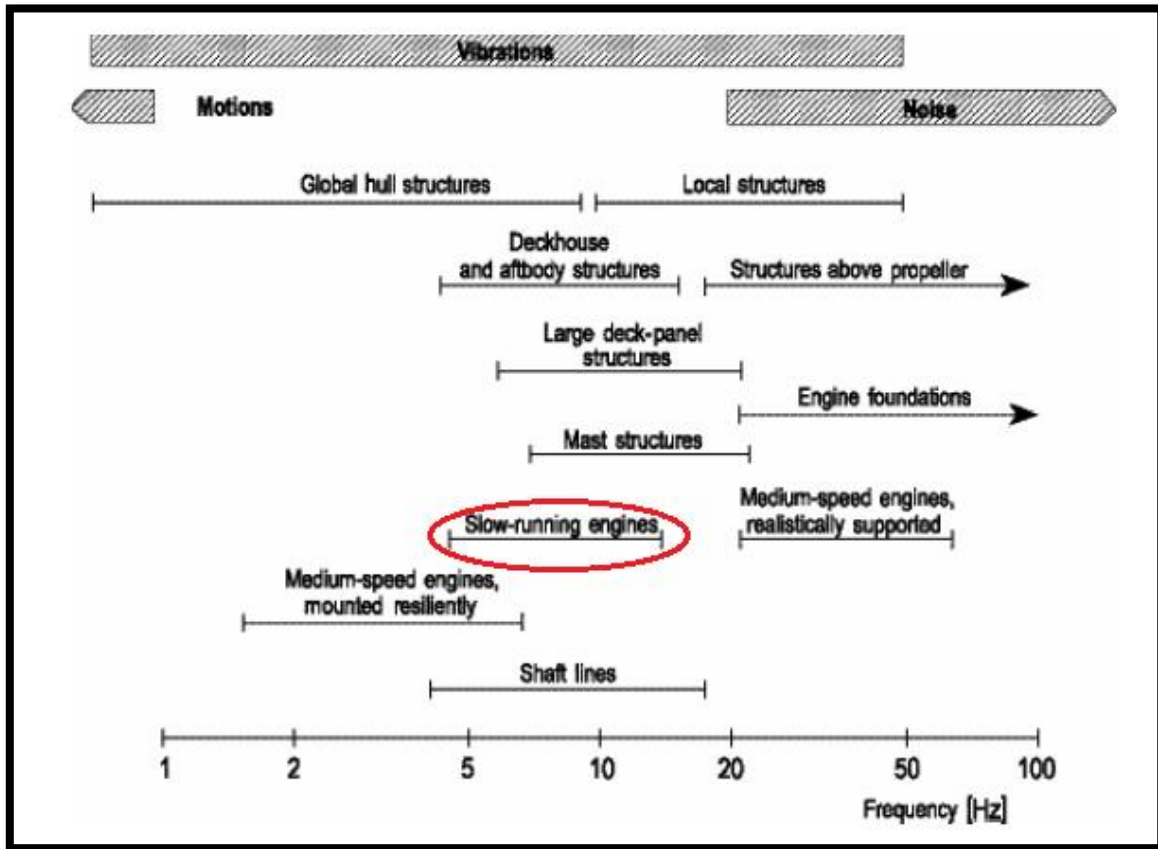 Vibrations
Motions
Noise
Global hull structures
Local structures
Deckhouse
and aftbody structures
Structures above propeller
Large deck-panel
structures
Engine foundations
Mast structures
Slow-running engines
Medium-speed engines,
realistically supported
Medium-speed engines,
mounted resiliently
Shaft lines
1 2 5 10 20 50 100
Frequency [Hz]